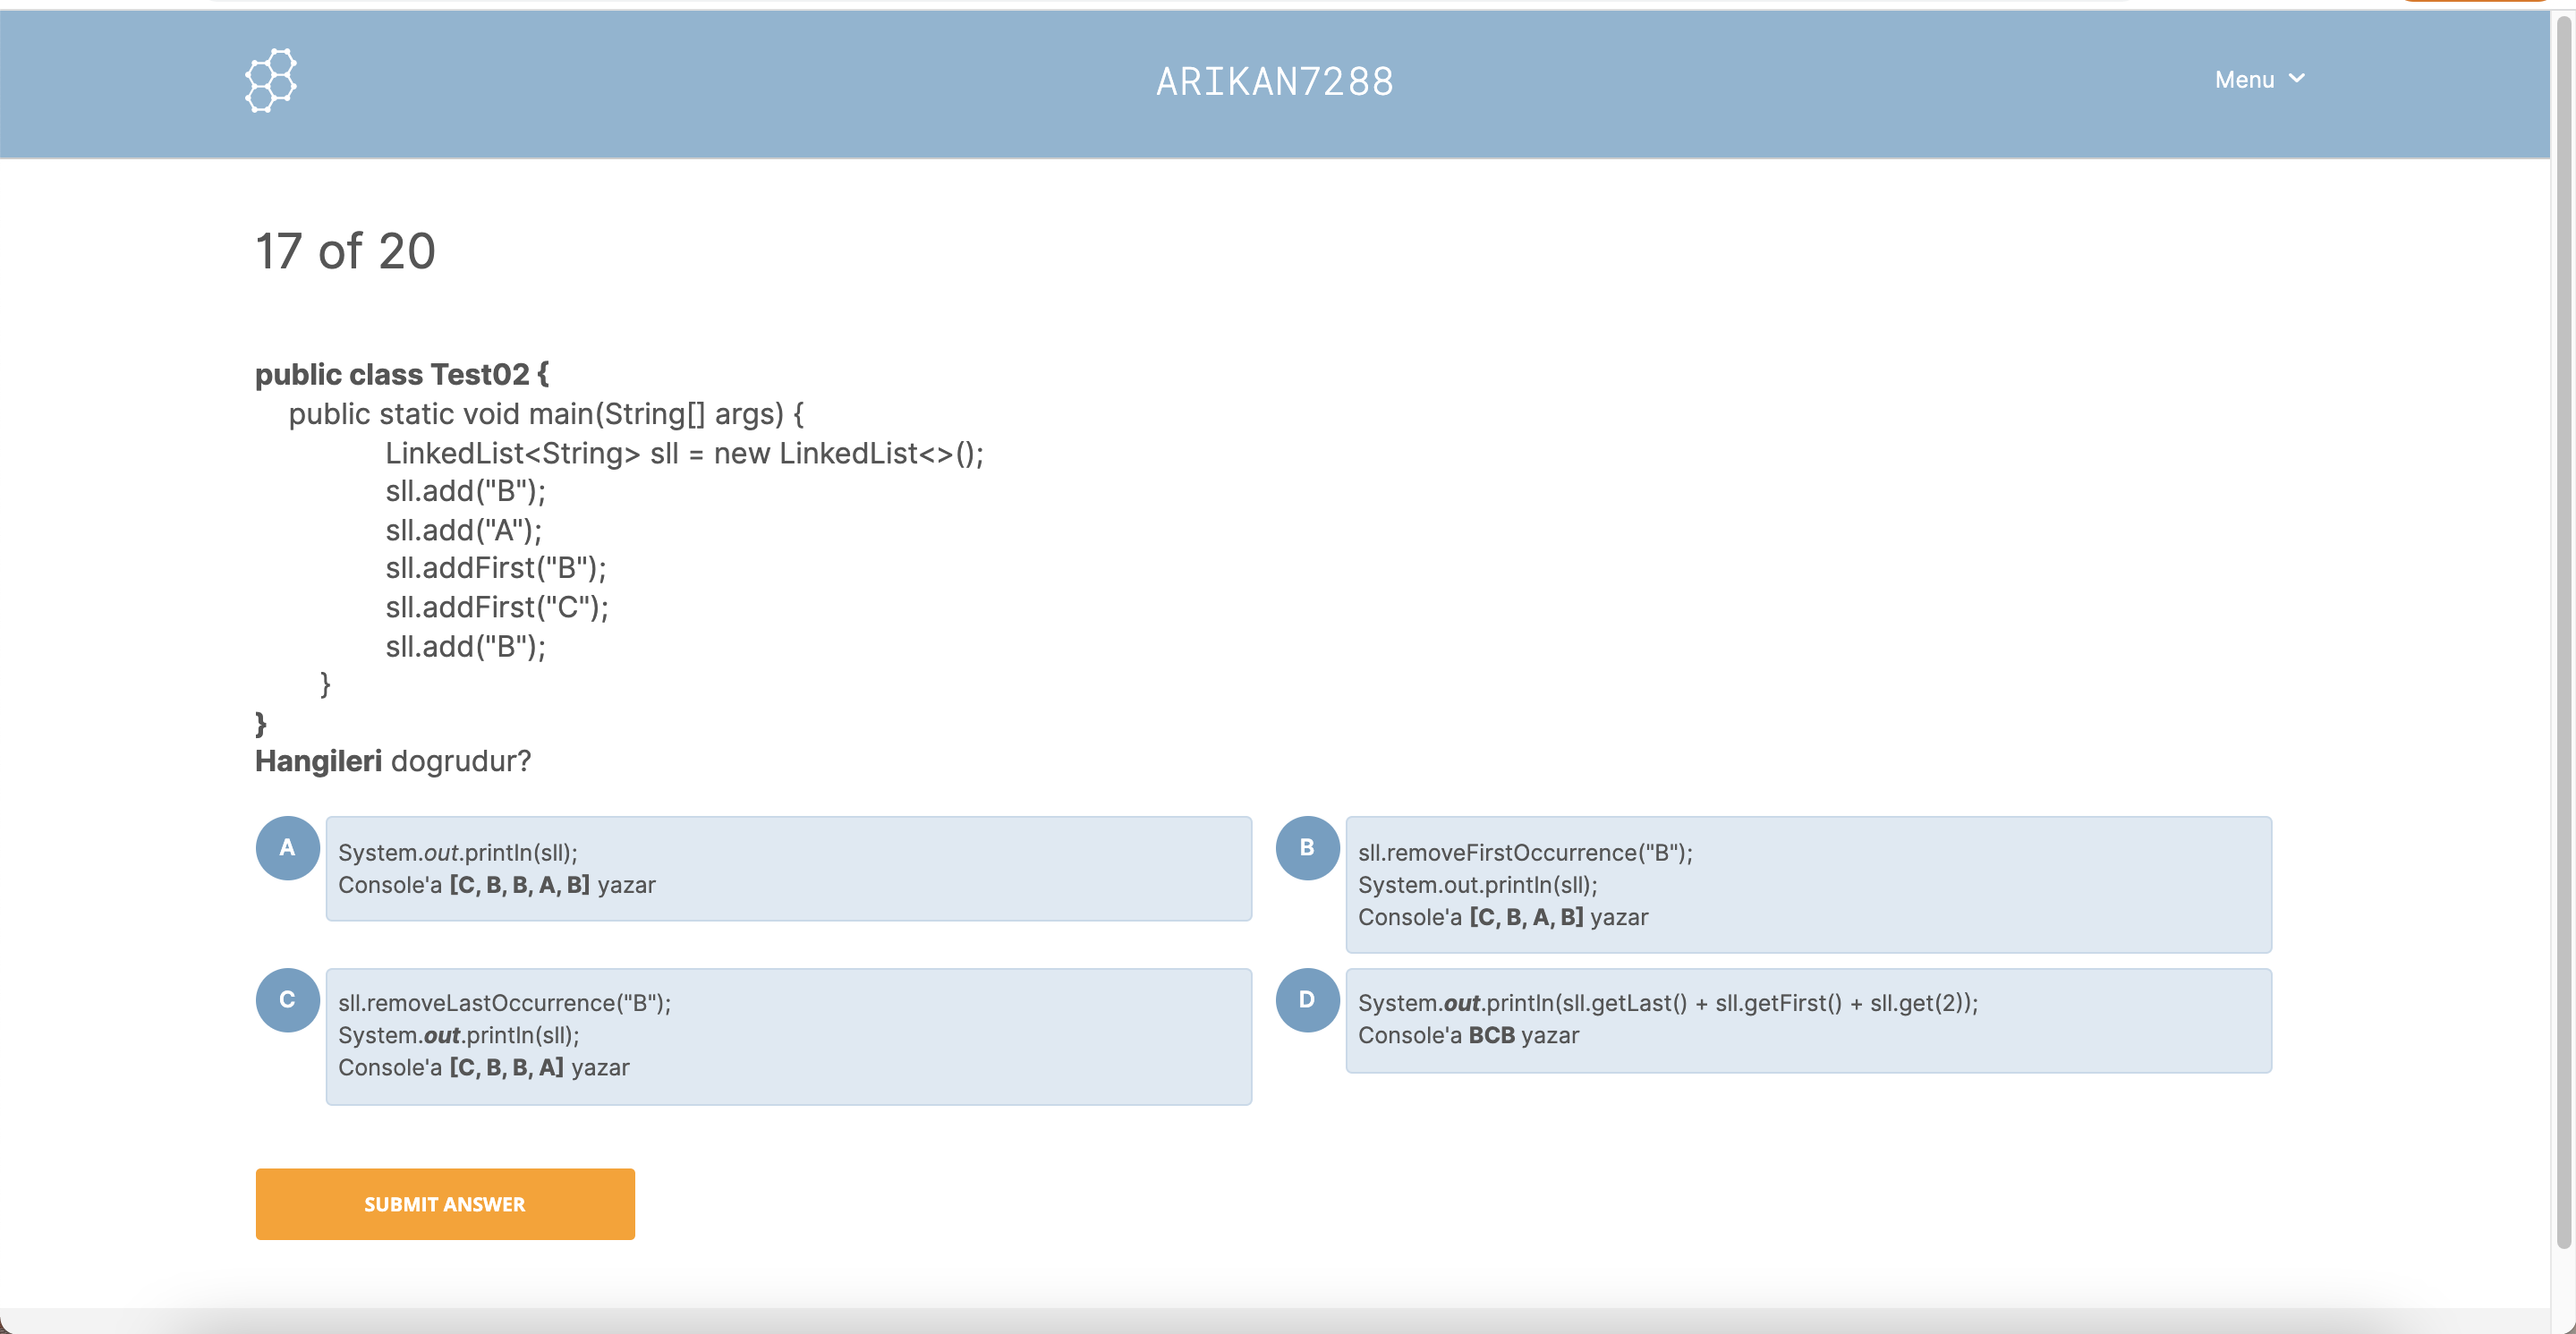 ARIKAN7288
Menu
17 of 20
public class Test02 {
public static void main(String[] args) {
LinkedList<String> sll = new LinkedList<>();
sll.add("B");
sll.add("A");
sll.addFirst("B");
sll.addFirst("C");
sll.add("B");
}
}
Hangileri dogrudur?
A
System.out.println(sll);
Console'a [C, B, B, A, B] yazar
B
sll.removeFirstOccurrence("B");
System.out.println(sll);
Console'a [C, B, A, B] yazar
C
sll.removeLastOccurrence("B");
System.out.println(sll);
Console'a [C, B, B, A] yazar
D
System.out.println(sll.getLast() + sll.getFirst() + sll.get(2));
Console'a BCB yazar
SUBMIT ANSWER